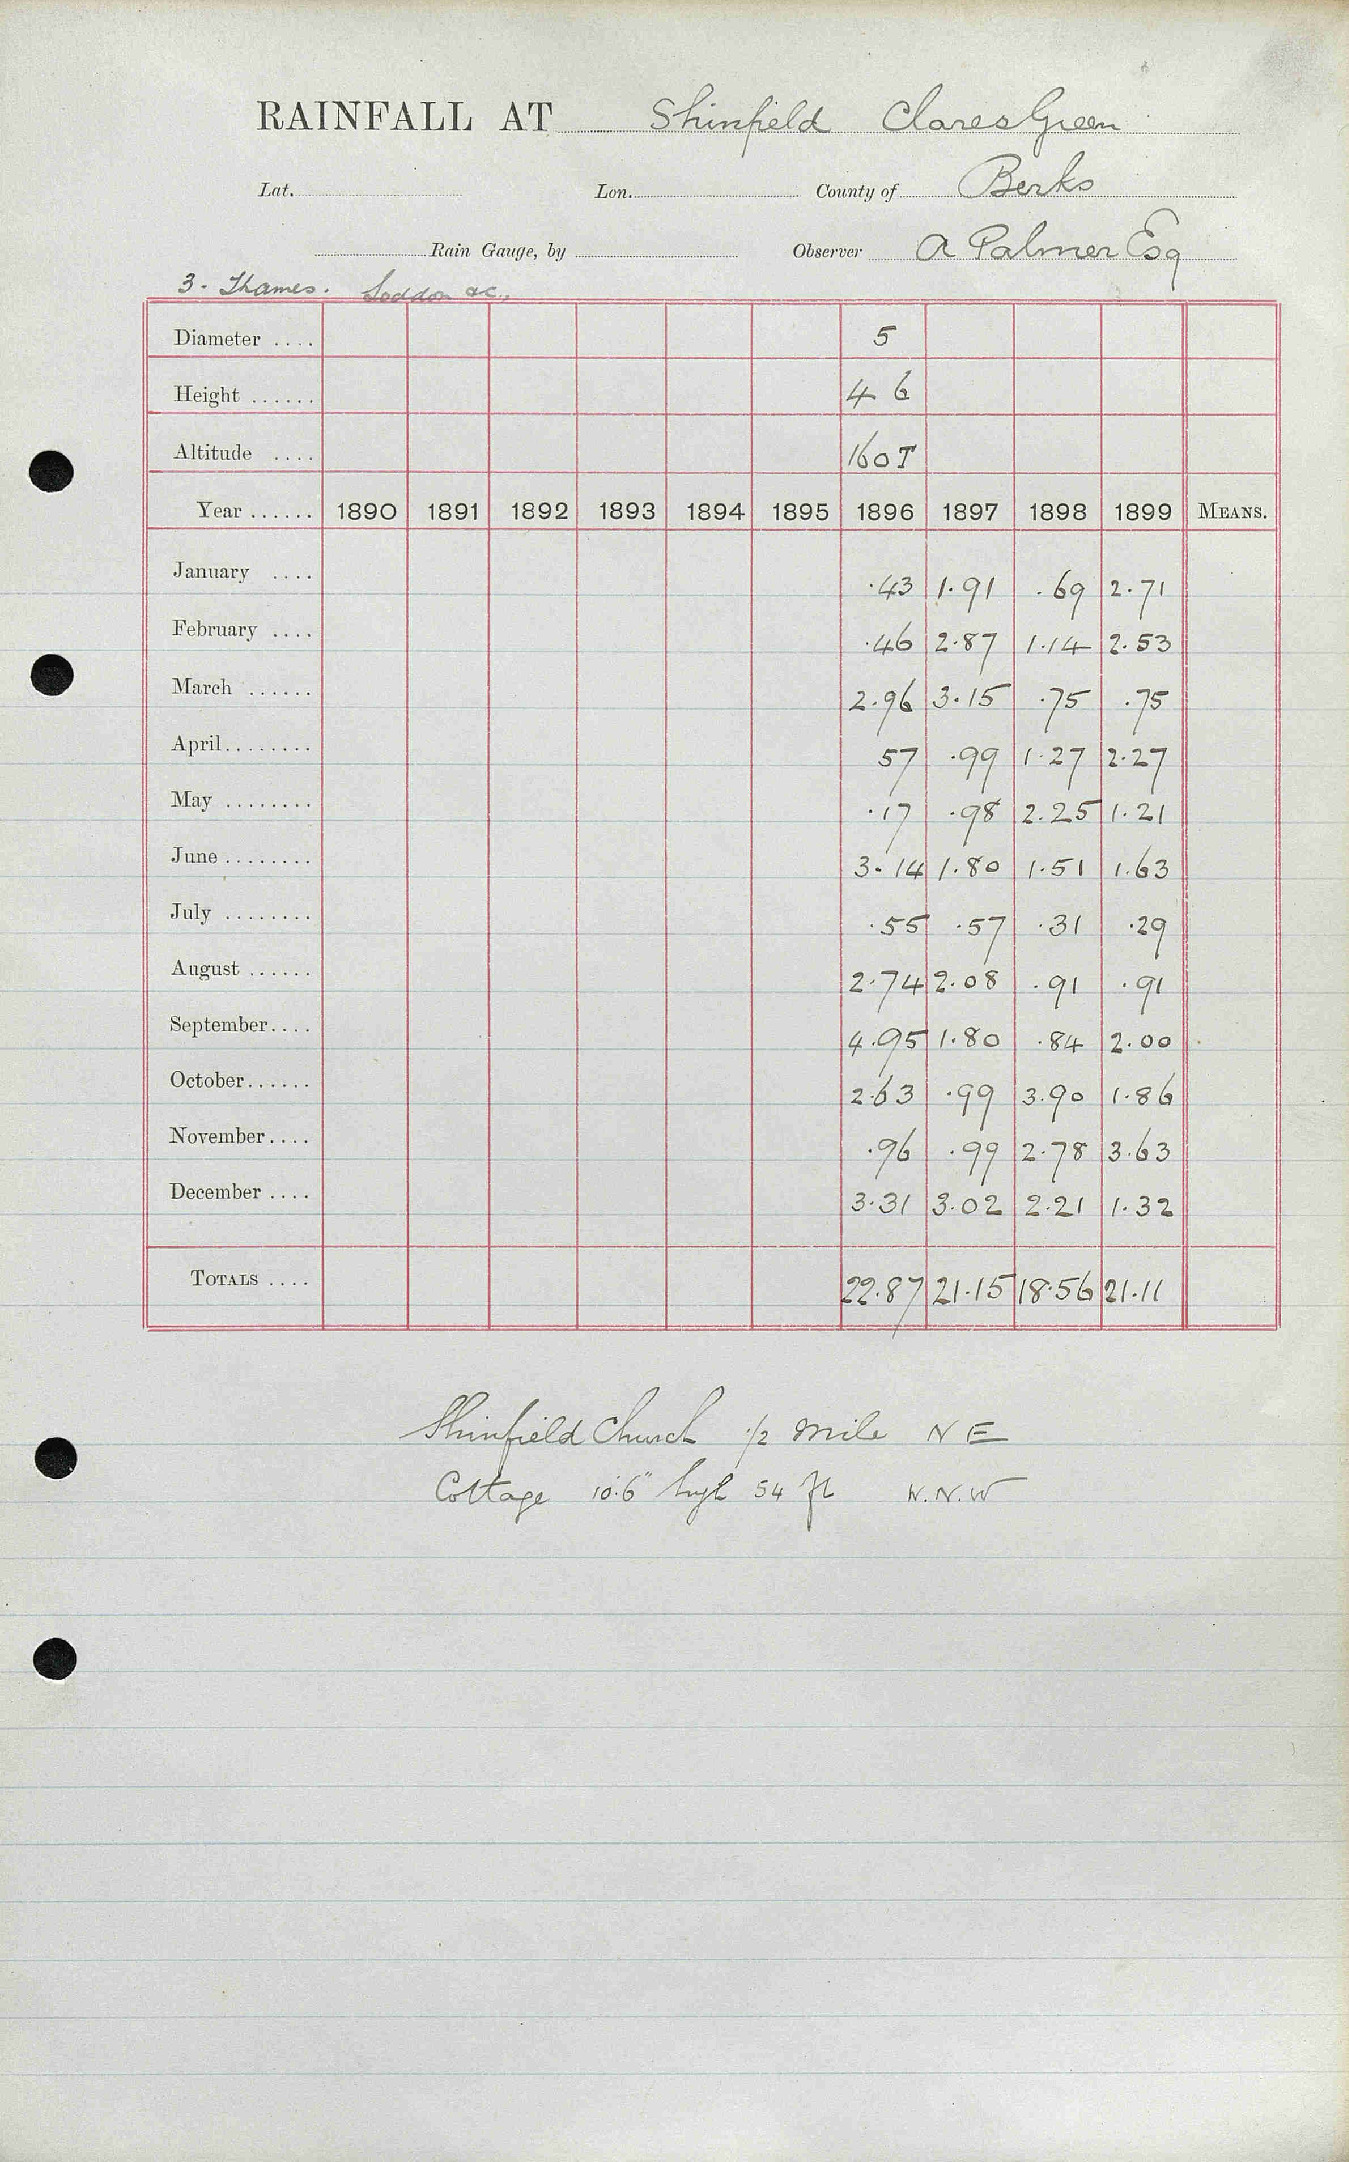 RAINFALL AT Shinfield Clares Green
Lat. Lon. County of Berks
Rain Gauge, by Observer A Palmer Esq
3. Thames. Loddon &c.,
Diameter .... 5
Height ...... 4 6
Altitude .... 160 T
Year ...... 1890 1891 1892 1893 1894 1895 1896 1897 1898 1899 MEANS.
January .... .43 1.91 .69 2.71
February .... .46 2.87 1.14 2.53
March ...... 2.96 3.15 .75 .75
April........ 57 .99 1.27 2.27
May ........ .17 .98 2.25 1.21
June ........ 3.14 1.80 1.51 1.63
July ........ .55 .57 .31 .29
August ...... 2.74 2.08 .91 .91
September.... 4.95 1.80 .84 2.00
October...... 2.63 .99 3.90 1.86
November.... .96 .99 2.78 3.63
December .... 3.31 3.02 2.21 1.32
TOTALS .... 22.87 21.15 18.56 21.11
Shinfield Church 1/2 mile N E
Cottage 10'.6" high 54 ft W.N.W